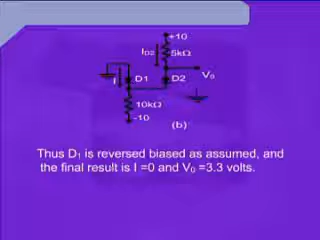 +10
I_D2 5kΩ
D1 D2 V₀
I
10kΩ
-10
(b)
Thus D₁ is reversed biased as assumed, and
the final result is I =0 and V₀ =3.3 volts.